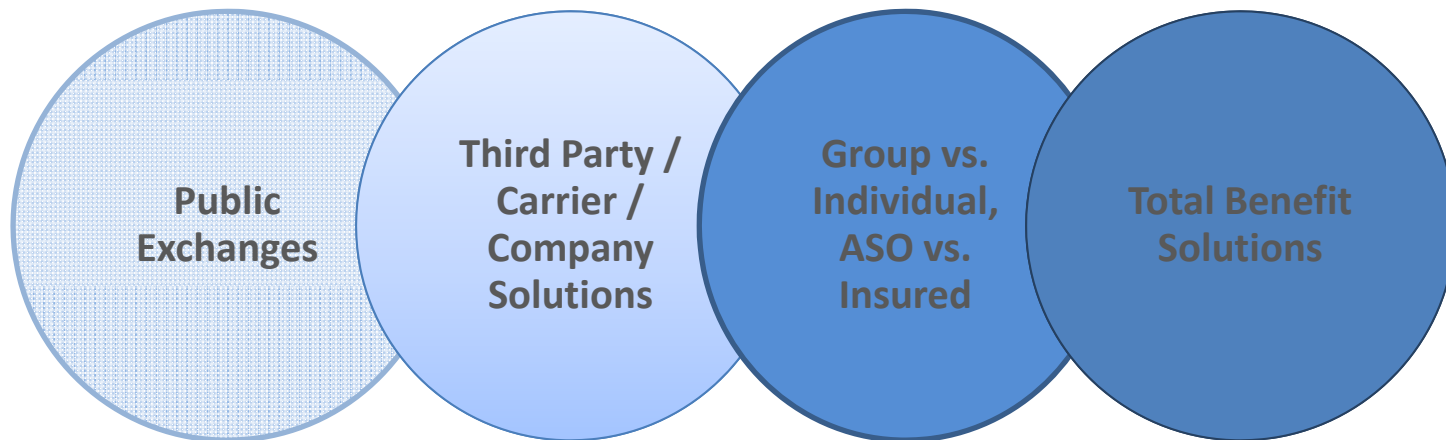 Public
Exchanges
Third Party /
Carrier /
Company
Solutions
Group vs.
Individual,
ASO vs.
Insured
Total Benefit
Solutions